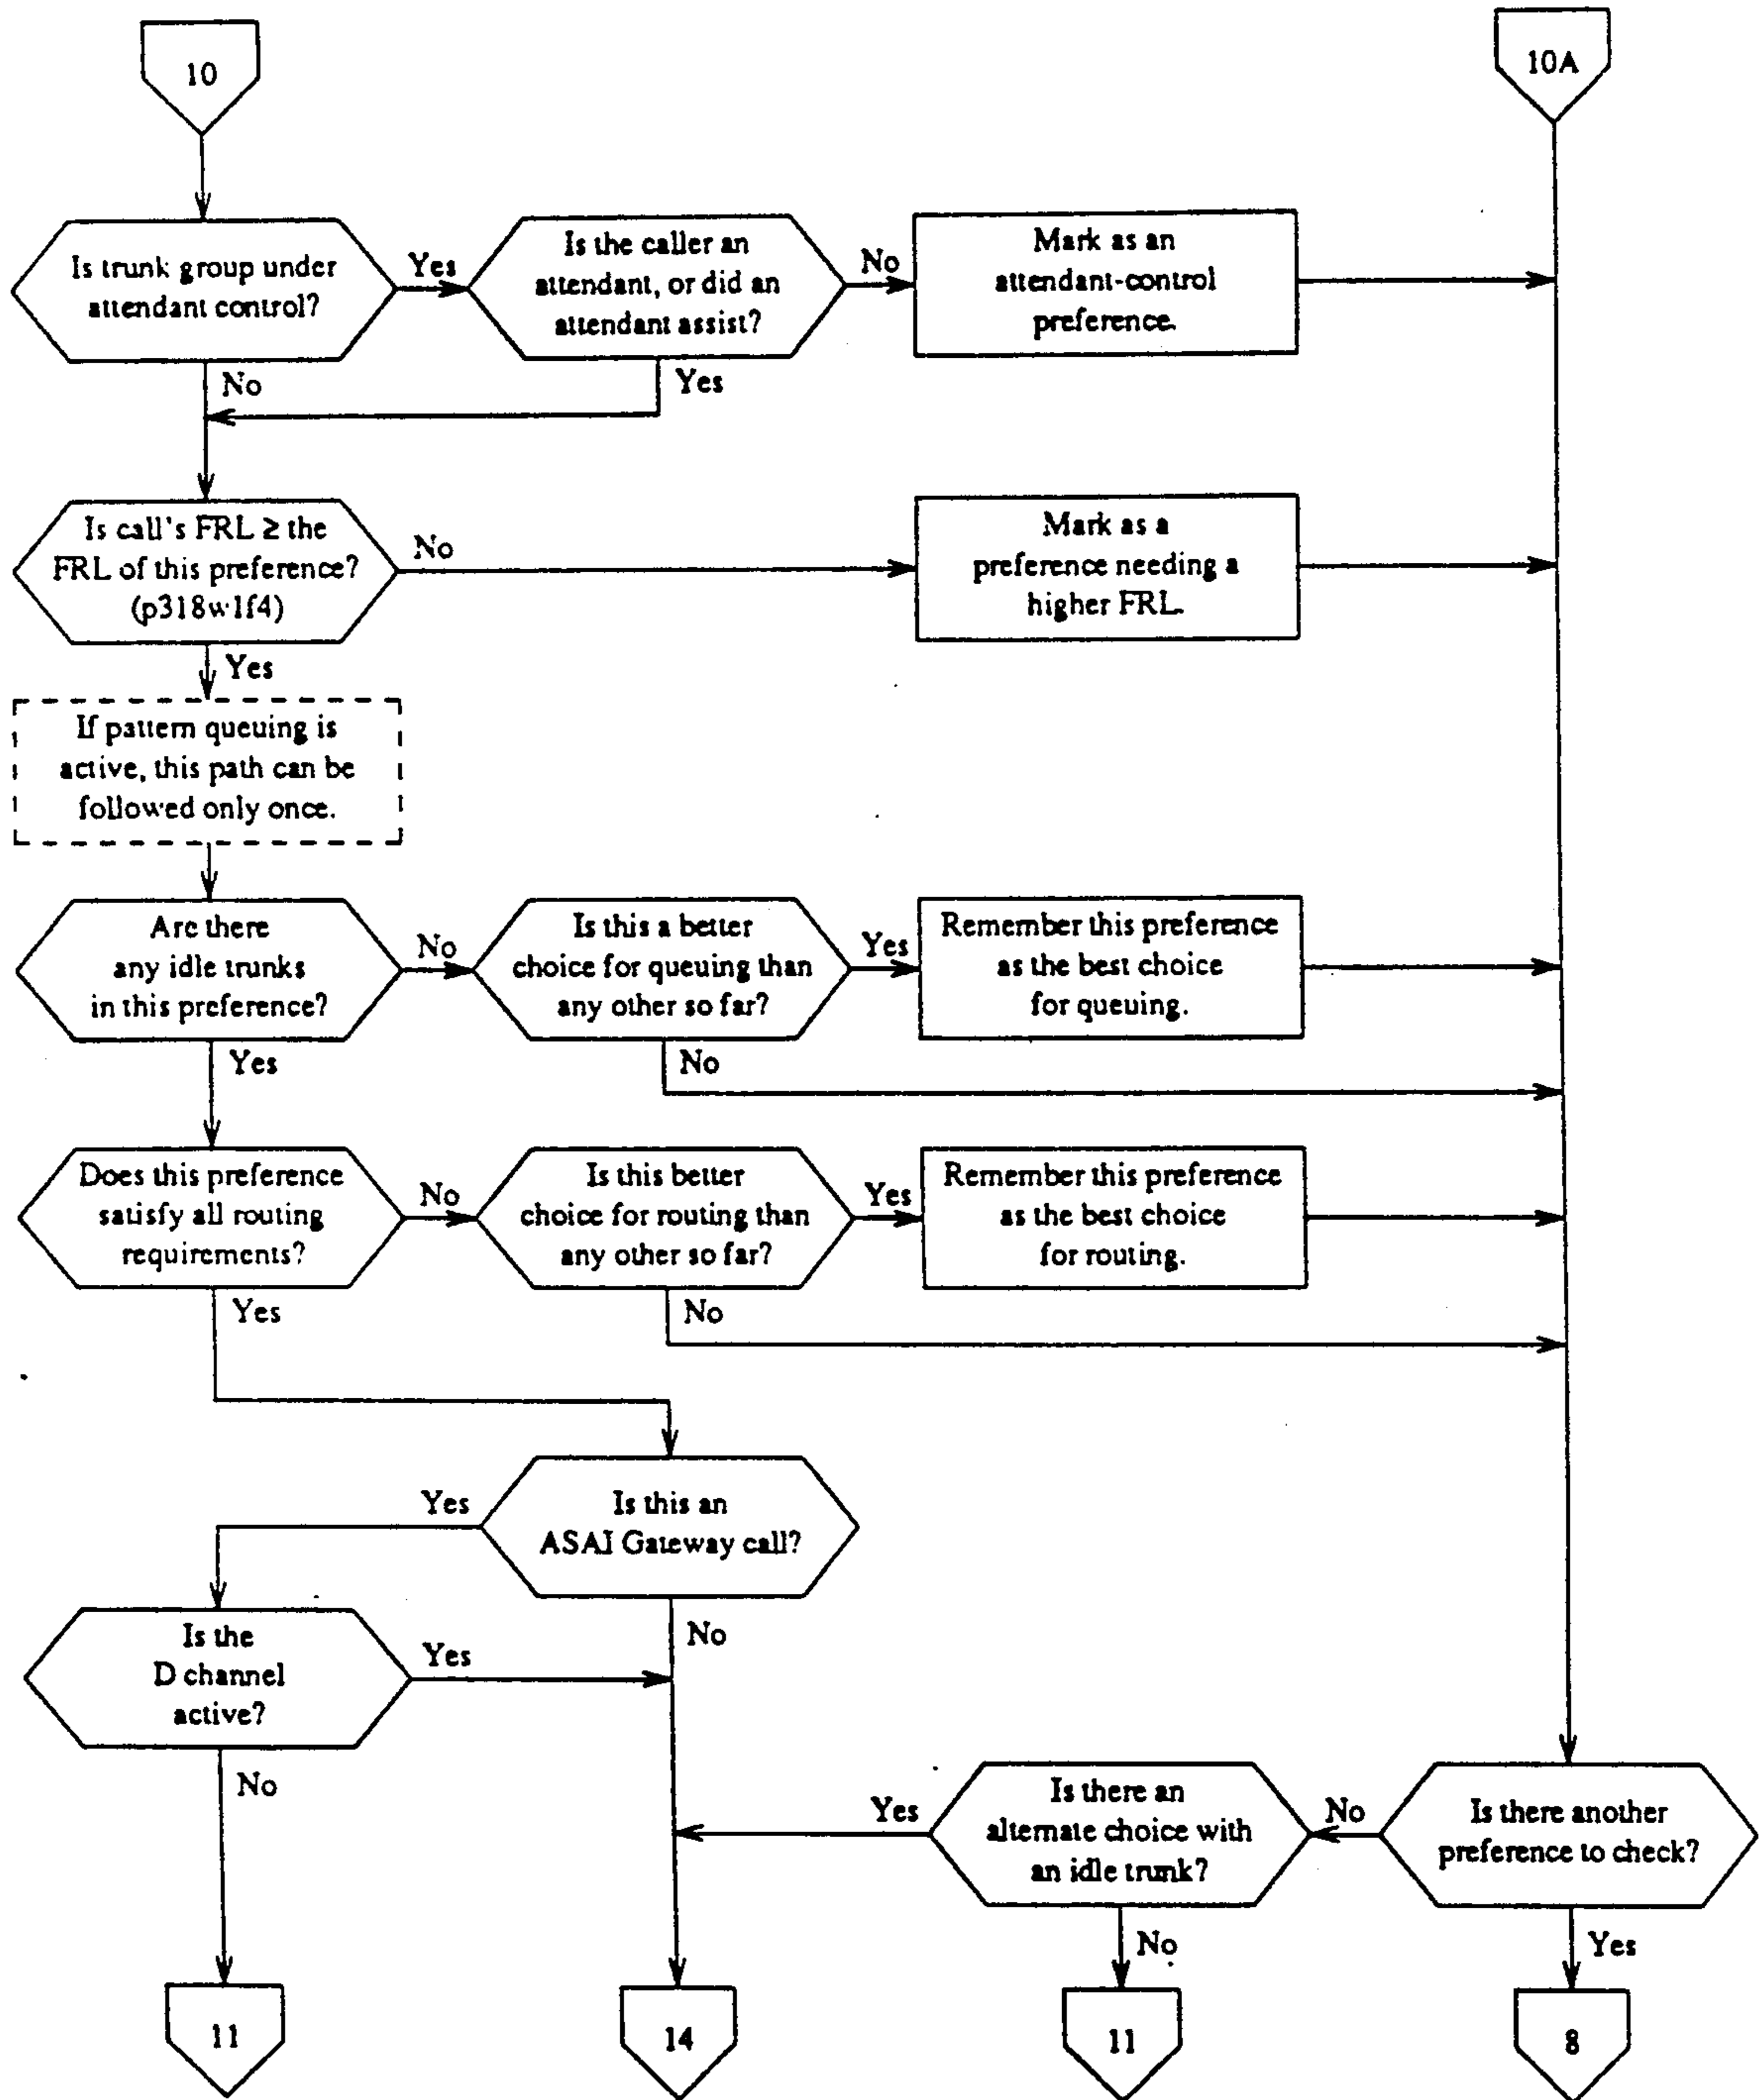 10
10A
Is trunk group under
attendant control?
Yes
Is the caller an
attendant, or did an
attendant assist?
No
Mark as an
attendant-control
preference.
No
Yes
Is call's FRL ≥ the
FRL of this preference?
(p318w1f4)
No
Mark as a
preference needing a
higher FRL.
Yes
If pattern queuing is
active, this path can be
followed only once.
Are there
any idle trunks
in this preference?
No
Is this a better
choice for queuing than
any other so far?
Yes
Remember this preference
as the best choice
for queuing.
Yes
No
Does this preference
satisfy all routing
requirements?
No
Is this better
choice for routing than
any other so far?
Yes
Remember this preference
as the best choice
for routing.
Yes
No
Is this an
ASAI Gateway call?
Yes
No
Is the
D channel
active?
Yes
No
Is there an
alternate choice with
an idle trunk?
Yes
No
Is there another
preference to check?
No
Yes
11
14
11
8